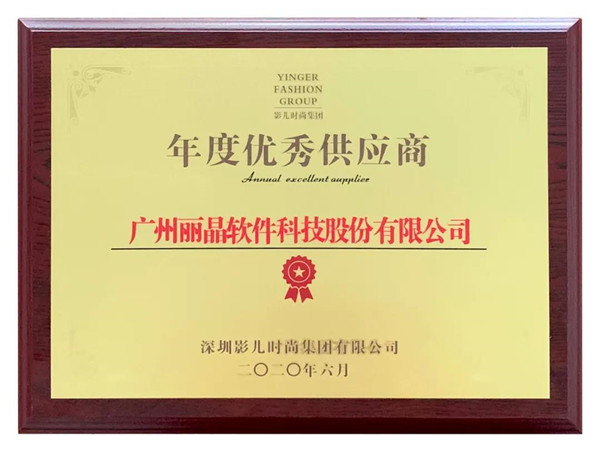 YINGER
FASHION
GROUP
影儿时尚集团
年度优秀供应商
Annual excellent supplier
广州丽晶软件科技股份有限公司
深圳影儿时尚集团有限公司
二〇二〇年六月